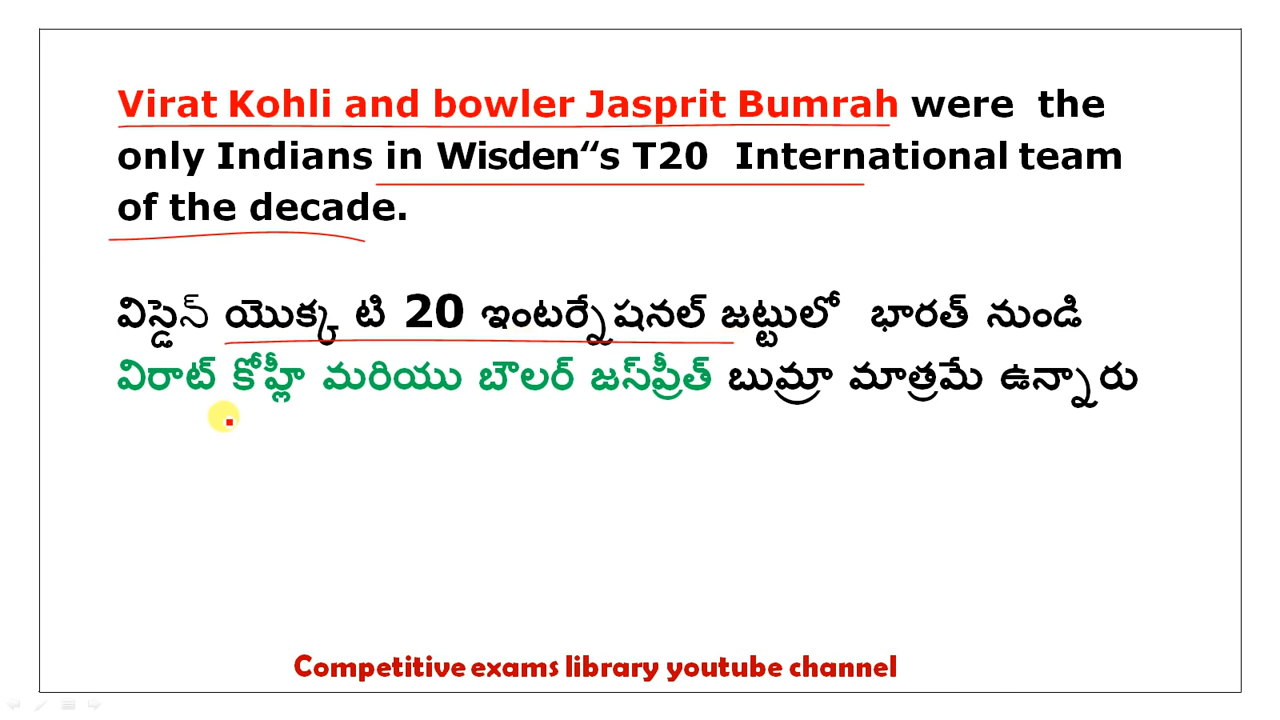 Virat Kohli and bowler Jasprit Bumrah were the
only Indians in Wisden“s T20 International team
of the decade.
విస్డెన్ యొక్క టి 20 ఇంటర్నేషనల్ జట్టులో భారత్ నుండి
విరాట్ కోహ్లీ మరియు బౌలర్ జస్‌ప్రీత్ బుమ్రా మాత్రమే ఉన్నారు
Competitive exams library youtube channel